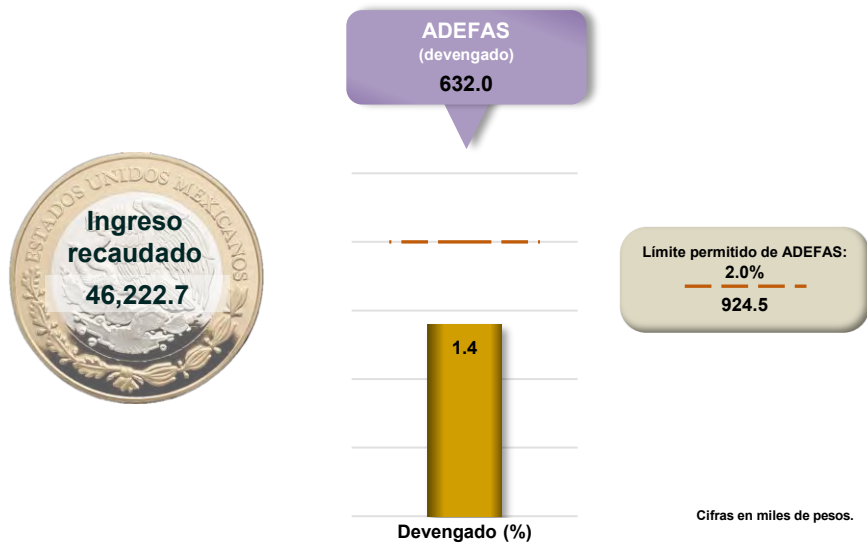 ADEFAS
(devengado)
632.0
ESTADOS UNIDOS MEXICANOS
Ingreso
recaudado
46,222.7
Límite permitido de ADEFAS:
2.0%
924.5
1.4
Devengado (%)
Cifras en miles de pesos.